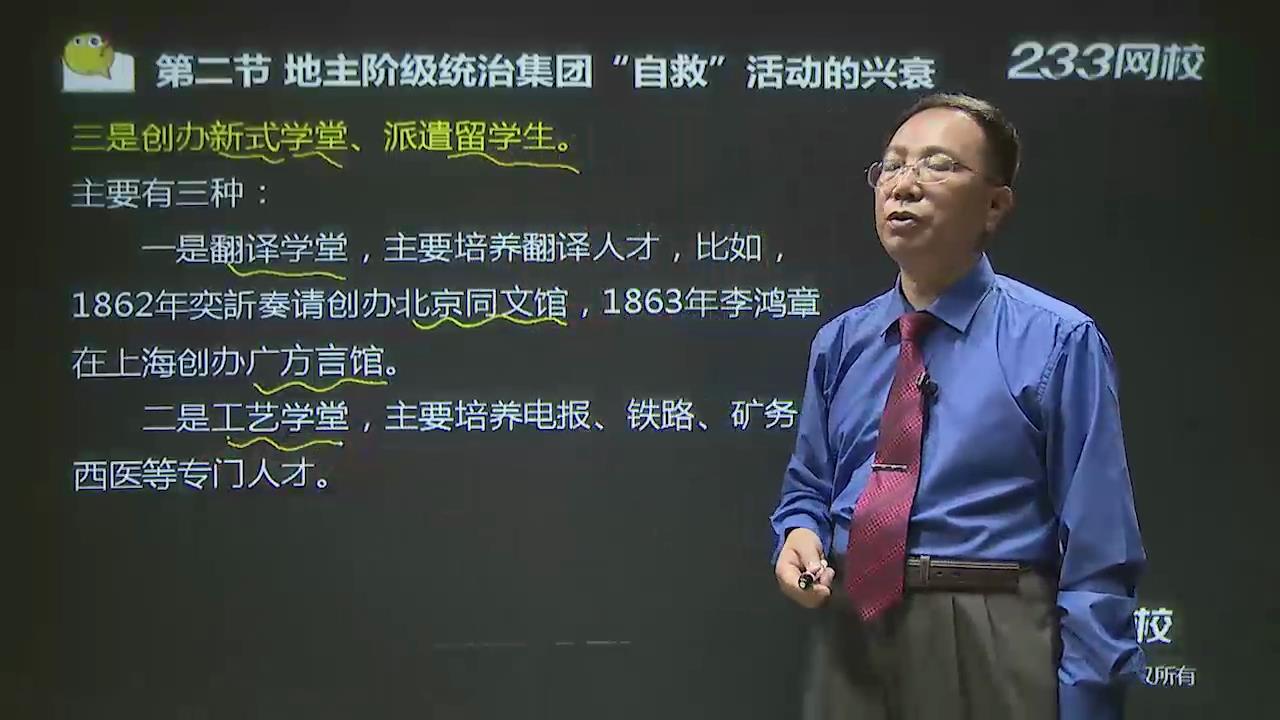 第二节 地主阶级统治集团“自救”活动的兴衰
233网校
三是创办新式学堂、派遣留学生。
主要有三种：
一是翻译学堂，主要培养翻译人才，比如，
1862年奕訢奏请创办北京同文馆，1863年李鸿章
在上海创办广方言馆。
二是工艺学堂，主要培养电报、铁路、矿务
西医等专门人才。
校
所有